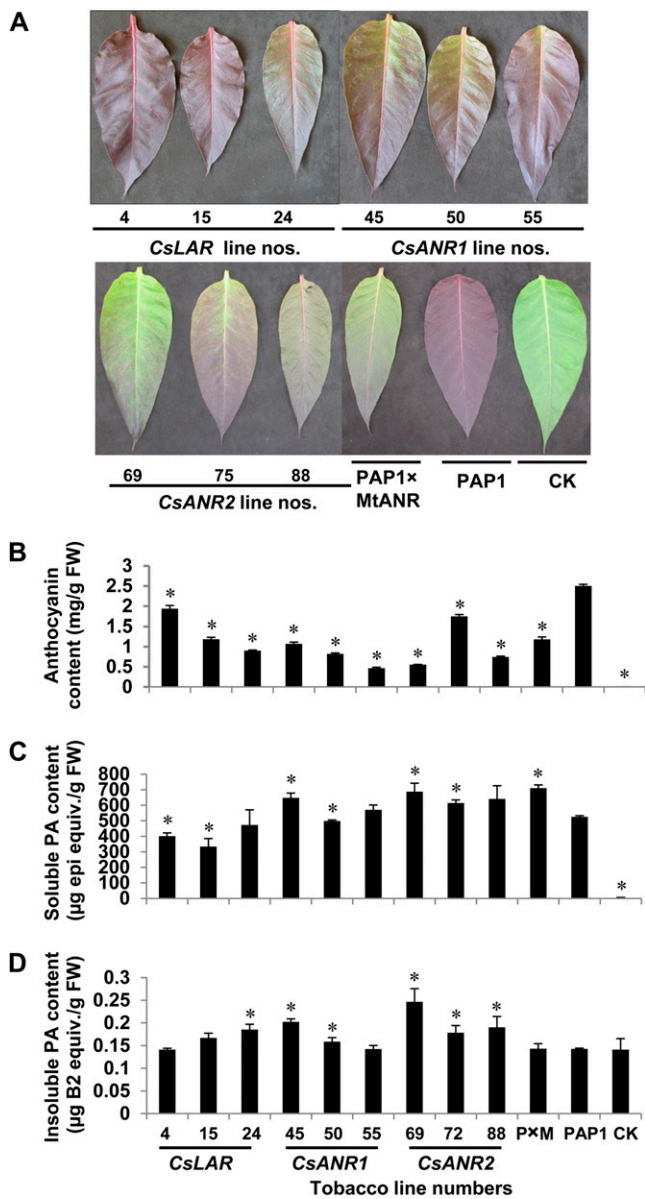 A
4 15 24 45 50 55
CsLAR line nos. CsANR1 line nos.
69 75 88 PAP1× PAP1 CK
CsANR2 line nos. MtANR
B
Anthocyanin
content (mg/g FW)
3
2.5
2
1.5
1
0.5
0
* * * * * * * * * * *
C
Soluble PA content
(µg epi equiv./g FW)
800
700
600
500
400
300
200
100
0
* * * * * * * *
D
Insoluble PA content
(µg B2 equiv./g FW)
0.3
0.25
0.2
0.15
0.1
0.05
0
* * * * * *
4 15 24 45 50 55 69 72 88 P×M PAP1 CK
CsLAR CsANR1 CsANR2
Tobacco line numbers